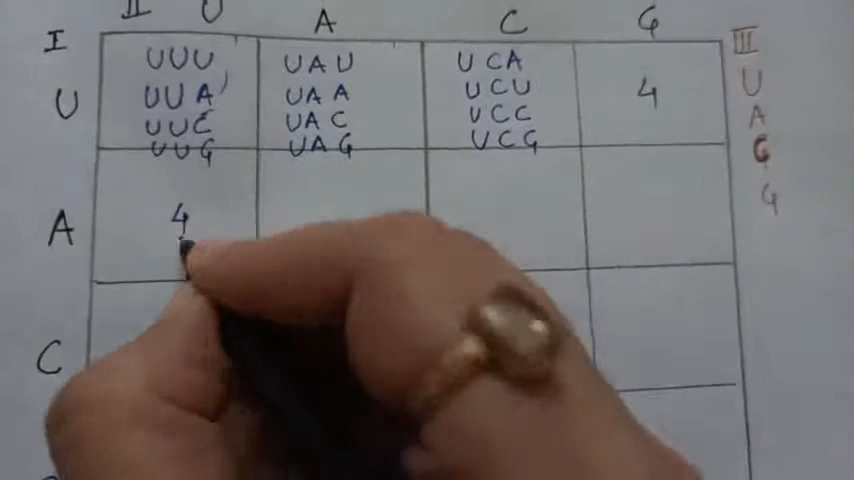 II U A C G
I III
U UUU UAU UCA 4 U
UUA UAA UCU A
UUC UAC UCC C
UUG UAG UCG G
A 4
C